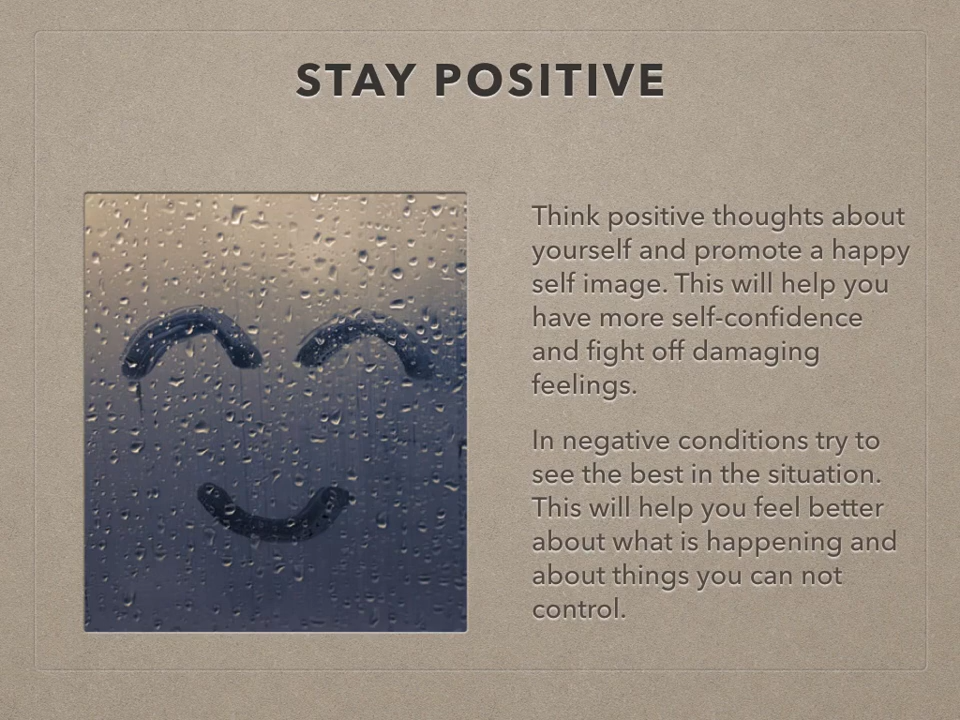 STAY POSITIVE
Think positive thoughts about
yourself and promote a happy
self image. This will help you
have more self-confidence
and fight off damaging
feelings.
In negative conditions try to
see the best in the situation.
This will help you feel better
about what is happening and
about things you can not
control.